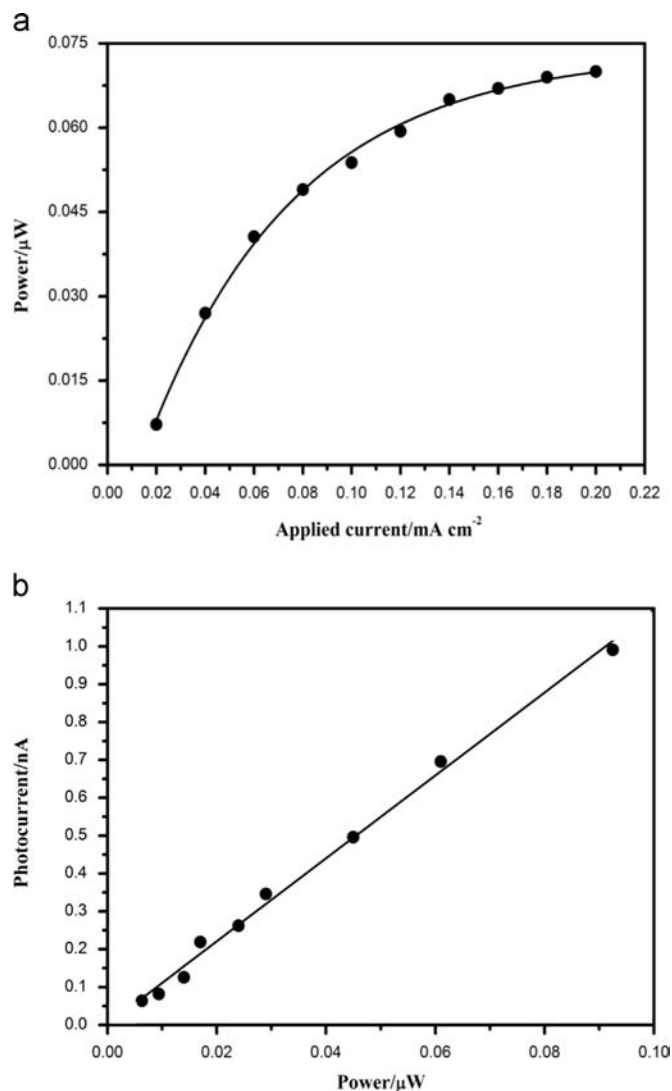 a
0.075
0.060
0.045
0.030
0.015
0.000
Power/µW
0.00 0.02 0.04 0.06 0.08 0.10 0.12 0.14 0.16 0.18 0.20 0.22
Applied current/mA cm⁻²
b
1.1
1.0
0.9
0.8
0.7
0.6
0.5
0.4
0.3
0.2
0.1
0.0
Photocurrent/nA
0.00 0.02 0.04 0.06 0.08 0.10
Power/µW